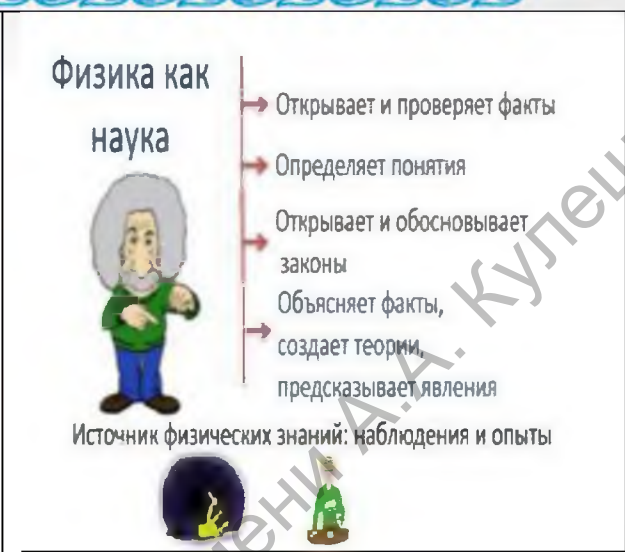 Физика как
наука
Открывает и проверяет факты
Определяет понятия
Открывает и обосновывает
законы
Объясняет факты,
создает теории,
предсказывает явления
Источник физических знаний: наблюдения и опыты
А.А. Кулеш